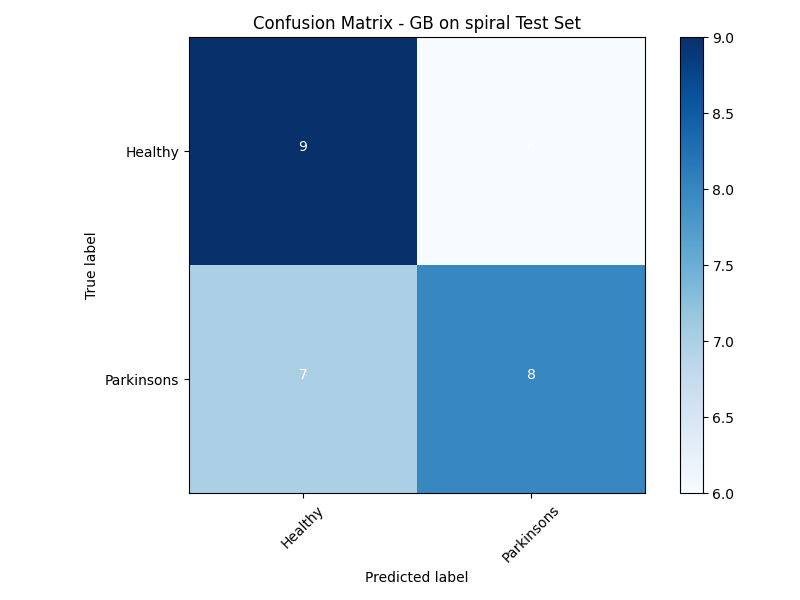 Confusion Matrix - GB on spiral Test Set
9.0
8.5
8.0
7.5
7.0
6.5
6.0
Healthy
9
6
Parkinsons
7
8
True label
Healthy
Parkinsons
Predicted label